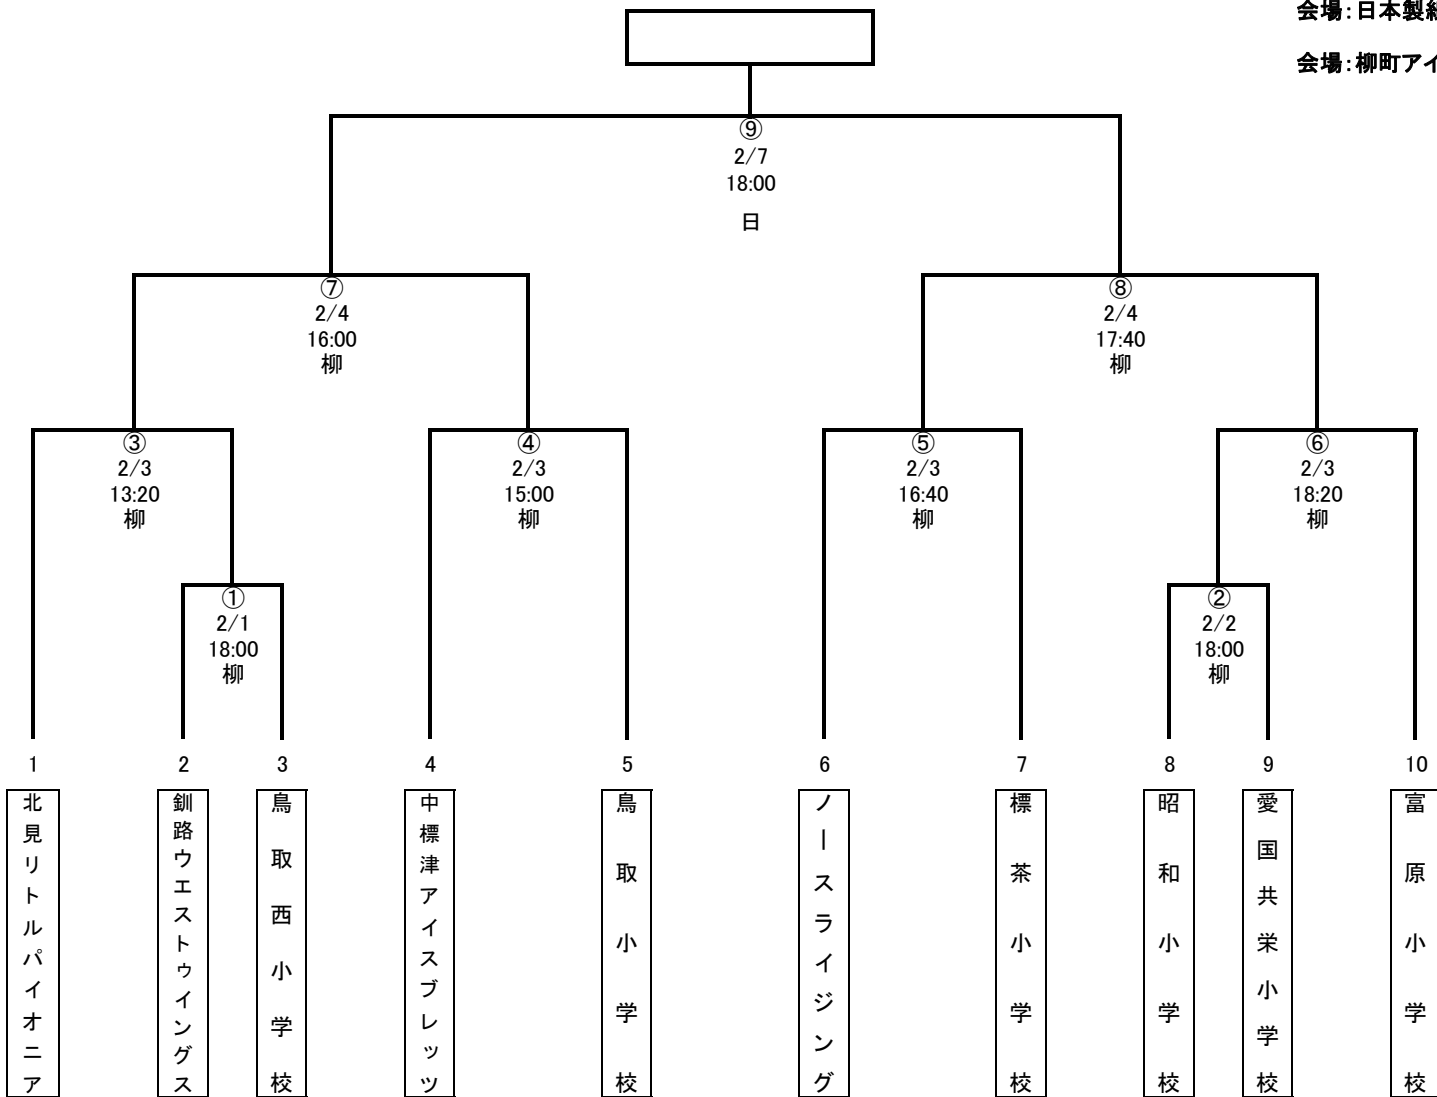 会場：日本製
会場：柳町アイ
⑨
2/7
18:00
日
⑦
2/4
16:00
柳
⑧
2/4
17:40
柳
③
2/3
13:20
柳
④
2/3
15:00
柳
⑤
2/3
16:40
柳
⑥
2/3
18:20
柳
①
2/1
18:00
柳
②
2/2
18:00
柳
1
2
3
4
5
6
7
8
9
10
北見リトルパイオニア
釧路ウエストゥイングス
鳥取西小学校
中標津アイスブレッツ
鳥取小学校
ノースライジング
標茶小学校
昭和小学校
愛国共栄小学校
富原小学校